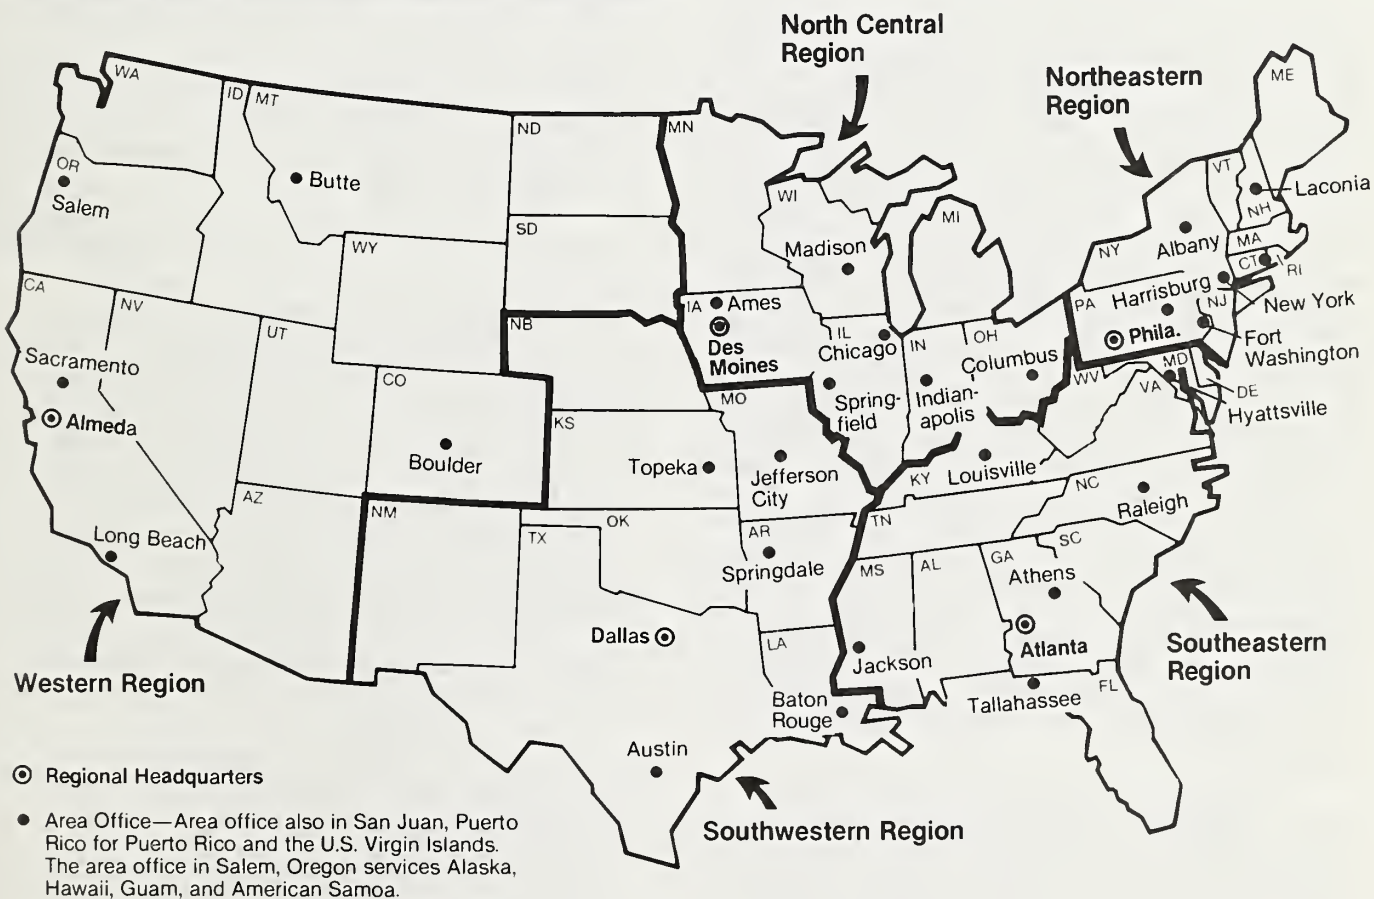 North Central
Region
Northeastern
Region
WA
ID
MT
ND
MN
ME
OR
Salem
Butte
SD
WI
MI
VT
Laconia
NH
WY
Madison
NY
Albany
MA
CT
RI
CA
NV
UT
NB
IA
Ames
Des
Moines
IL
Chicago
IN
OH
Columbus
PA
Harrisburg
NJ
New York
Phila.
Fort
Washington
Sacramento
Almeda
CO
Boulder
KS
Topeka
MO
Jefferson
City
Spring-
field
Indian-
apolis
WV
VA
MD
DE
Hyattsville
KY
Louisville
AZ
NM
OK
TX
AR
Springdale
TN
NC
Raleigh
SC
Long Beach
MS
AL
GA
Athens
Atlanta
Dallas
LA
Jackson
Southeastern
Region
Western Region
Baton
Rouge
Tallahassee
FL
Austin
Southwestern Region
Regional Headquarters
Area Office—Area office also in San Juan, Puerto
Rico for Puerto Rico and the U.S. Virgin Islands.
The area office in Salem, Oregon services Alaska,
Hawaii, Guam, and American Samoa.